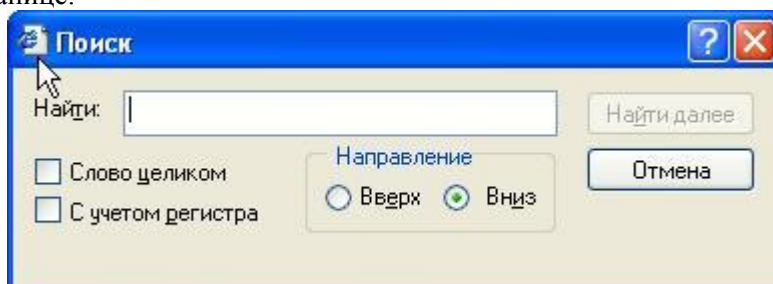 Поиск
Найти:
Найти далее
Слово целиком
С учетом регистра
Направление
Вверх
Вниз
Отмена